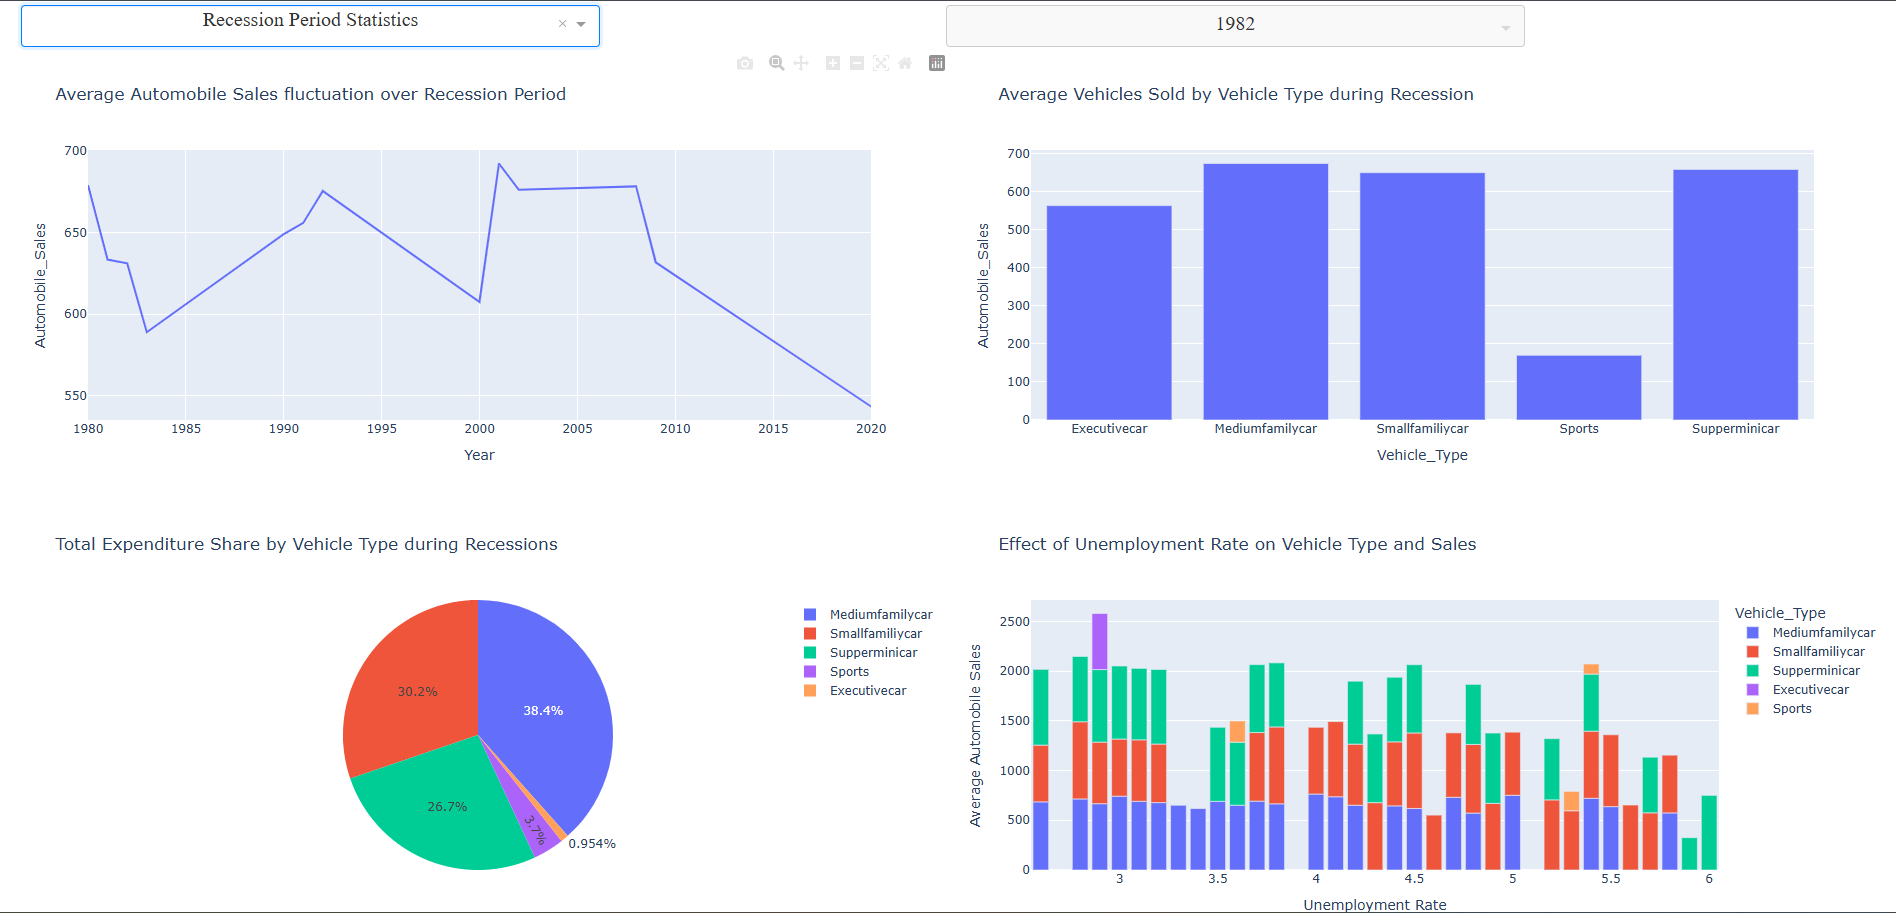 Recession Period Statistics
×
1982
Average Automobile Sales fluctuation over Recession Period
700
650
600
550
Automobile_Sales
1980
1985
1990
1995
2000
2005
2010
2015
2020
Year
Average Vehicles Sold by Vehicle Type during Recession
700
600
500
400
300
200
100
0
Automobile_Sales
Executivecar
Mediumfamilycar
Smallfamiliycar
Sports
Supperminicar
Vehicle_Type
Total Expenditure Share by Vehicle Type during Recessions
38.4%
30.2%
26.7%
3.7%
0.954%
Mediumfamilycar
Smallfamiliycar
Supperminicar
Sports
Executivecar
Effect of Unemployment Rate on Vehicle Type and Sales
2500
2000
1500
1000
500
0
Average Automobile Sales
3
3.5
4
4.5
5
5.5
6
Unemployment Rate
Vehicle_Type
Mediumfamilycar
Smallfamiliycar
Supperminicar
Executivecar
Sports